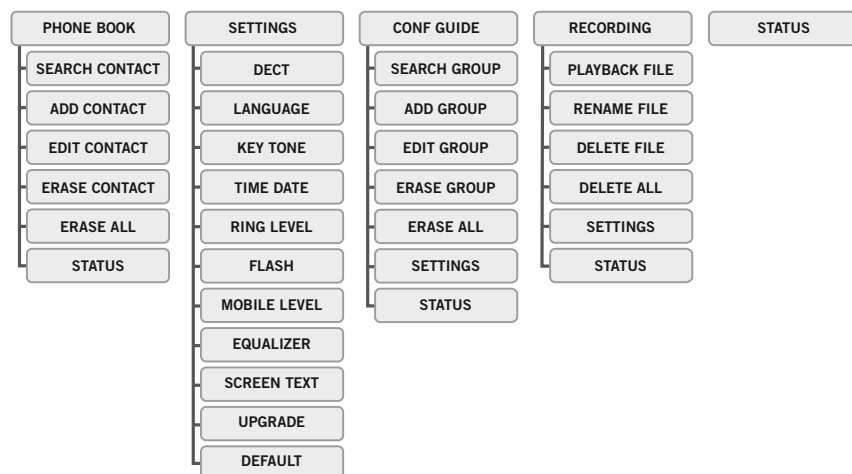 PHONE BOOK
SEARCH CONTACT
ADD CONTACT
EDIT CONTACT
ERASE CONTACT
ERASE ALL
STATUS
SETTINGS
DECT
LANGUAGE
KEY TONE
TIME DATE
RING LEVEL
FLASH
MOBILE LEVEL
EQUALIZER
SCREEN TEXT
UPGRADE
DEFAULT
CONF GUIDE
SEARCH GROUP
ADD GROUP
EDIT GROUP
ERASE GROUP
ERASE ALL
SETTINGS
STATUS
RECORDING
PLAYBACK FILE
RENAME FILE
DELETE FILE
DELETE ALL
SETTINGS
STATUS
STATUS